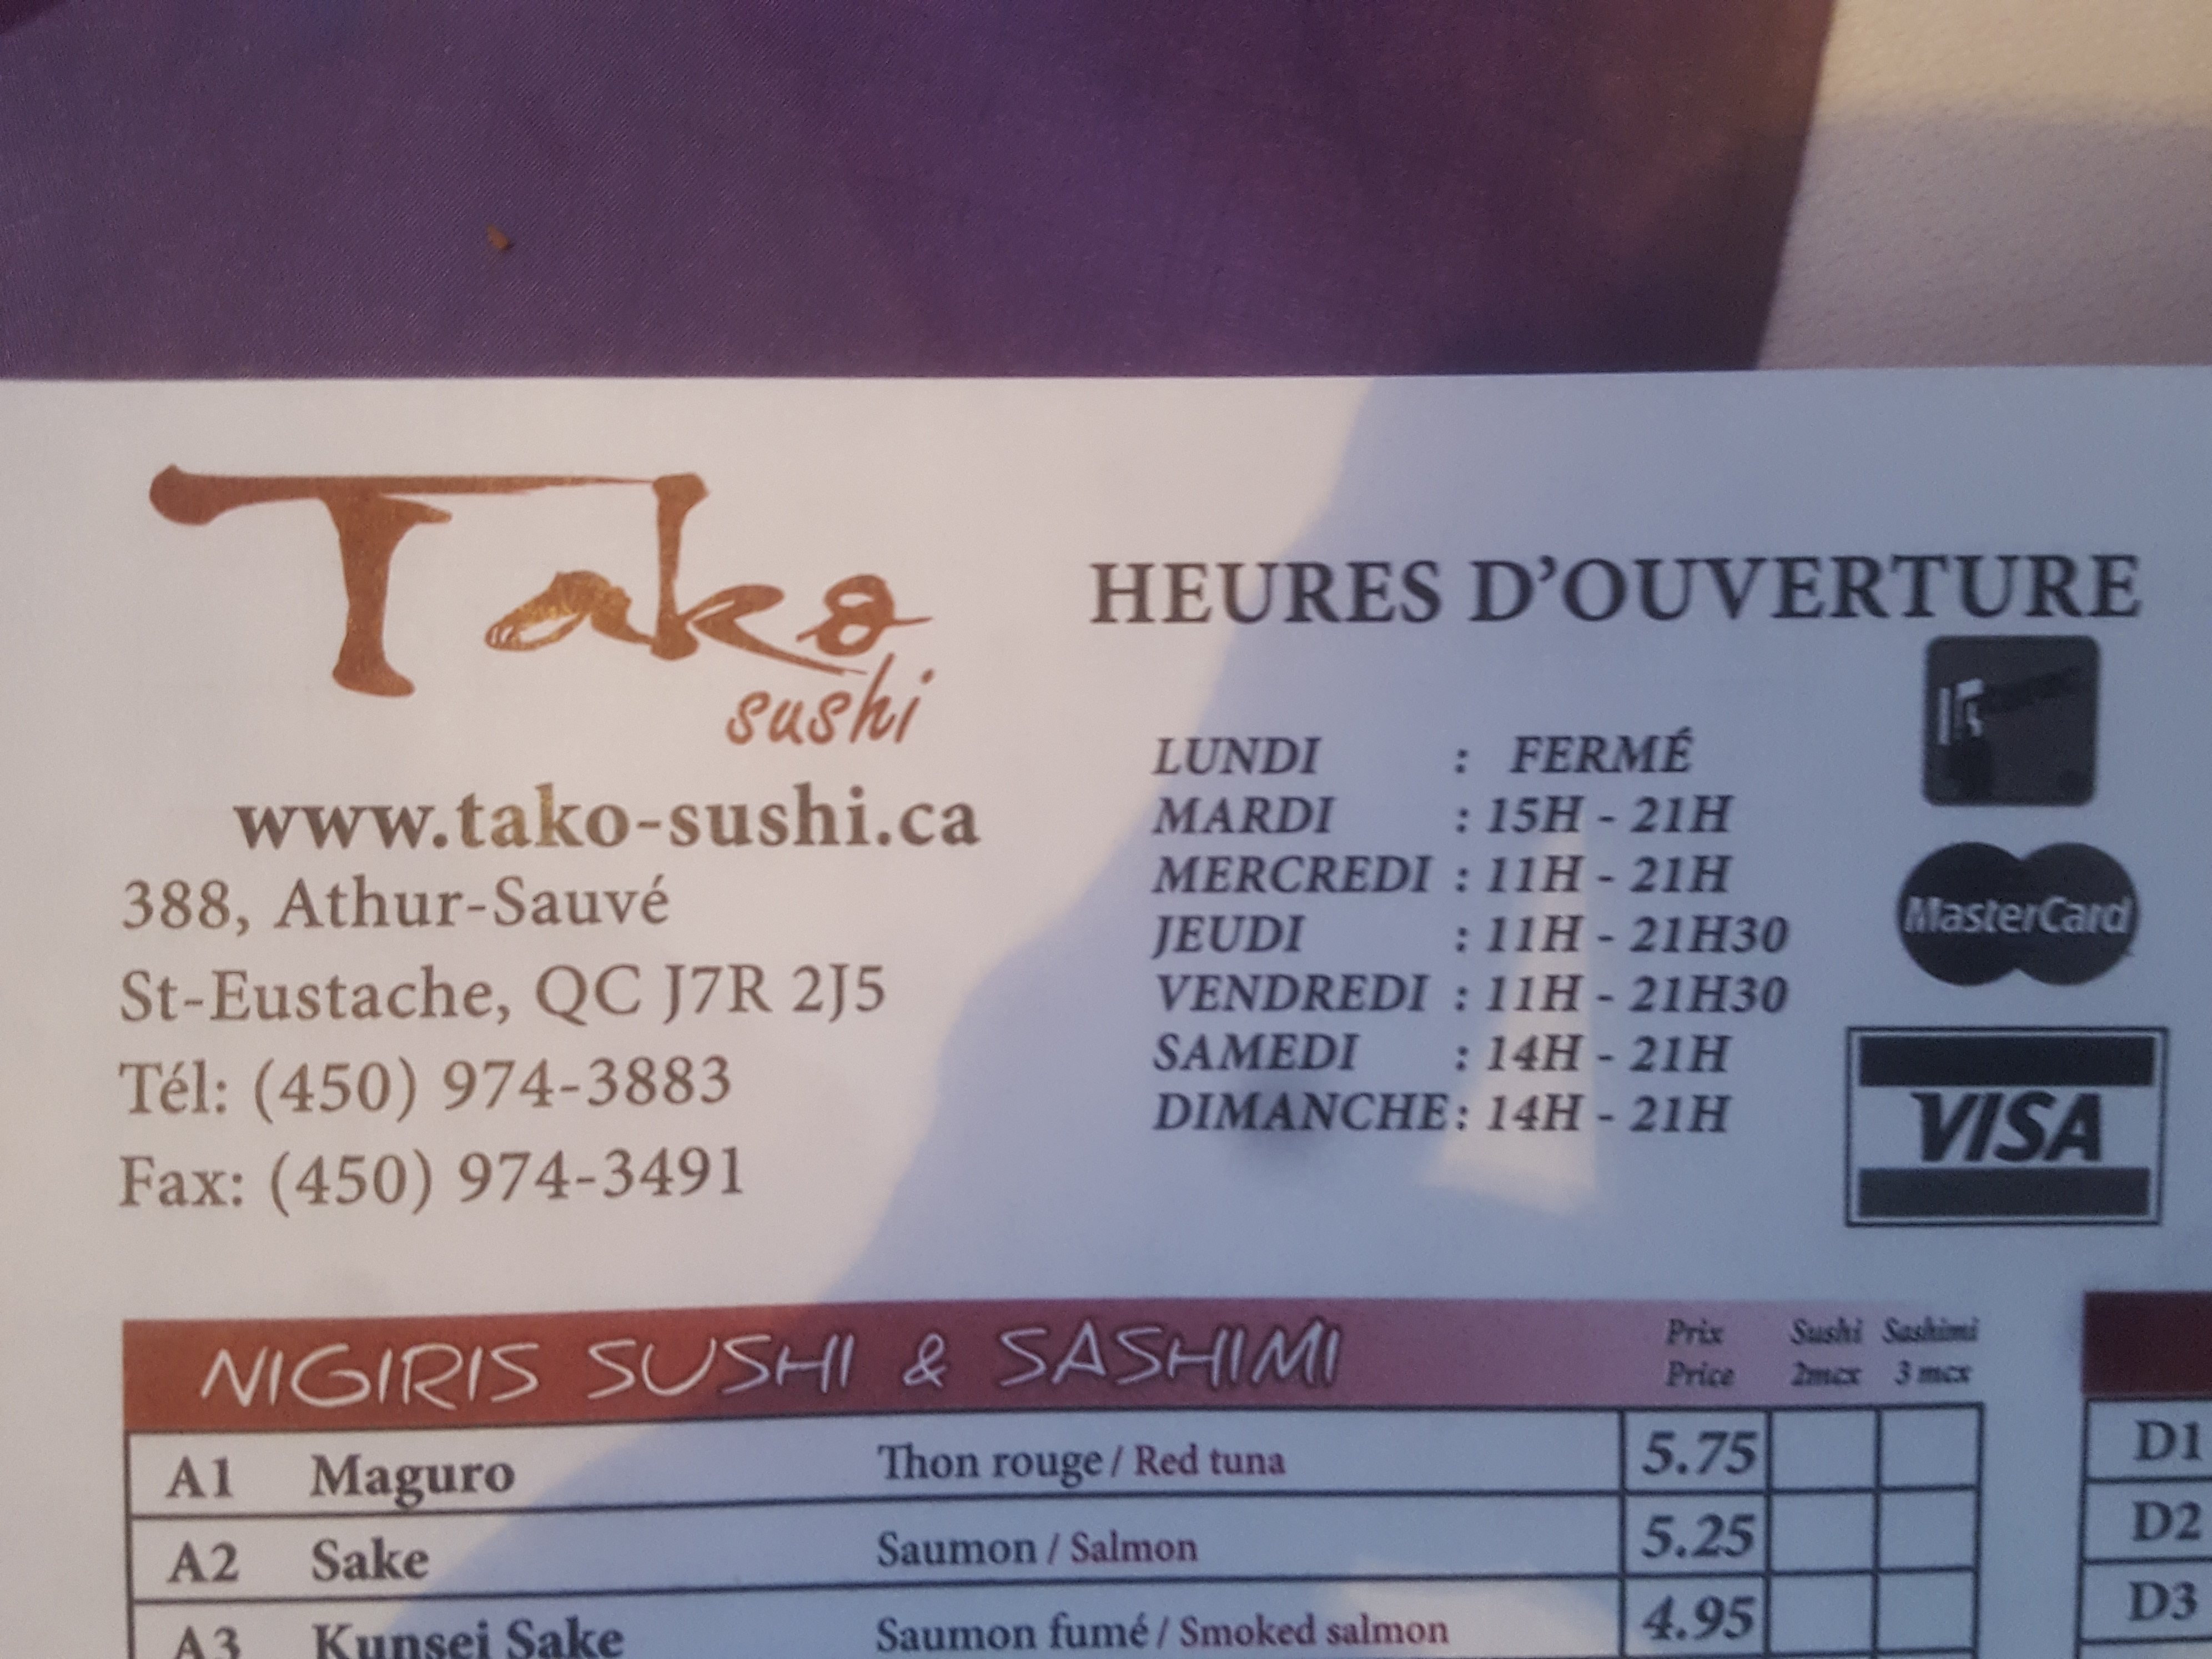 Tako
sushi
www.tako-sushi.ca
388, Athur-Sauvé
St-Eustache, QC J7R 2J5
Tél: (450) 974-3883
Fax: (450) 974-3491
HEURES D'OUVERTURE
LUNDI : FERMÉ
MARDI : 15H - 21H
MERCREDI : 11H - 21H
JEUDI : 11H - 21H30
VENDREDI : 11H - 21H30
SAMEDI : 14H - 21H
DIMANCHE : 14H - 21H
MasterCard
VISA
NIGIRIS SUSHI & SASHIMI
Prix Sushi Sashimi
Price 2mcx 3 mcx
A1 Maguro Thon rouge / Red tuna 5.75
A2 Sake Saumon / Salmon 5.25
A3 Kunsei Sake Saumon fumé / Smoked salmon 4.95
D1
D2
D3